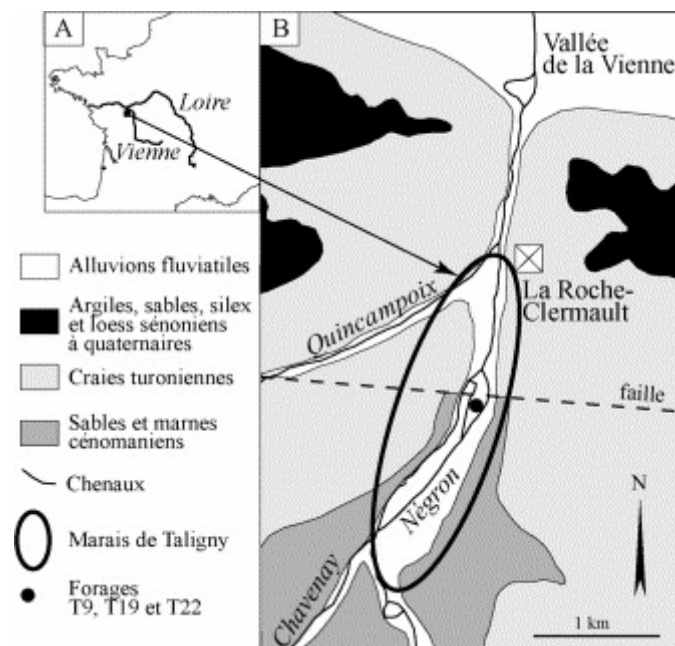 A
B
Loire
Vienne
Vallée
de la Vienne
La Roche-
Clermault
Quincampoix
faille
Négron
Chavenay
N
1 km
Alluvions fluviatiles
Argiles, sables, silex
et loess sénoniens
à quaternaires
Craies turoniennes
Sables et marnes
cénomaniens
Chenaux
Marais de Taligny
Forages
T9, T19 et T22